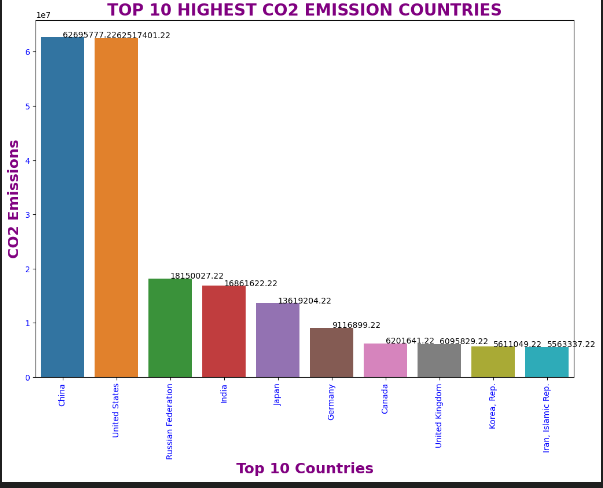 TOP 10 HIGHEST CO2 EMISSION COUNTRIES
1e7
CO2 Emissions
6
5
4
3
2
1
0
62695777.22
62517401.22
18150027.22
16861622.22
13619204.22
9116899.22
6201641.22
6095829.22
5611049.22
5563337.22
China
United States
Russian Federation
India
Japan
Germany
Canada
United Kingdom
Korea, Rep.
Iran, Islamic Rep.
Top 10 Countries